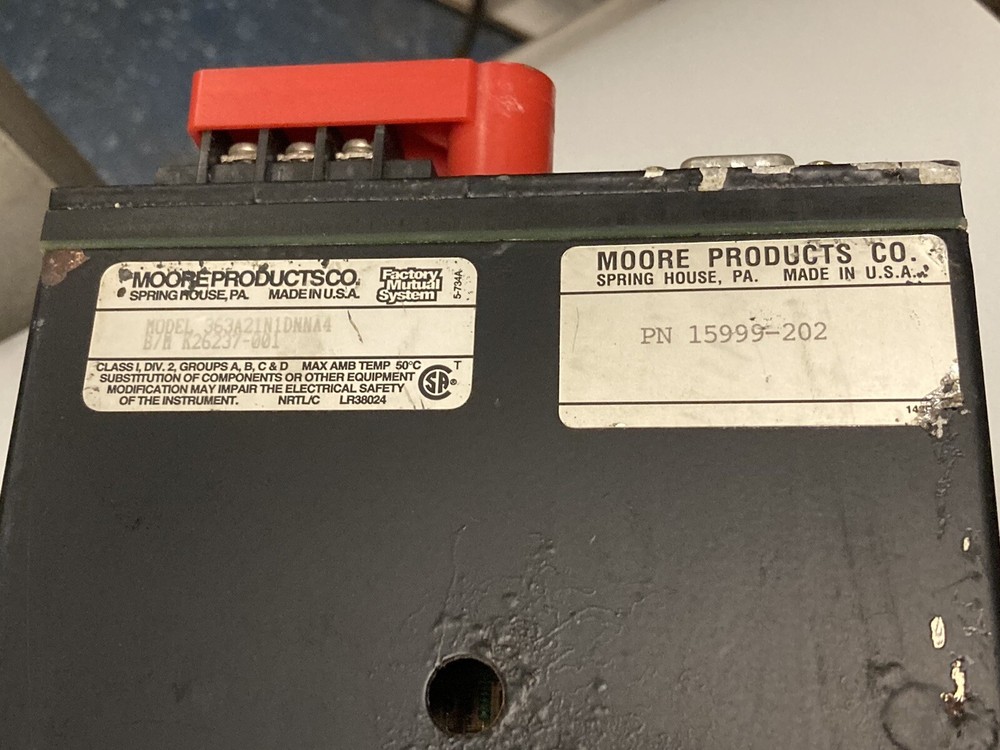 MOORE PRODUCTS CO.
SPRING HOUSE, PA. MADE IN U.S.A.
Factory Mutual System
5-734A
MODEL 363A21N1DNNA4
B/M K26237-001
CLASS I, DIV. 2, GROUPS A, B, C & D MAX AMB TEMP 50°C T
SUBSTITUTION OF COMPONENTS OR OTHER EQUIPMENT
MODIFICATION MAY IMPAIR THE ELECTRICAL SAFETY
OF THE INSTRUMENT. NRTL/C LR38024
SA®
MOORE PRODUCTS CO.
SPRING HOUSE, PA. MADE IN U.S.A.
PN 15999-202